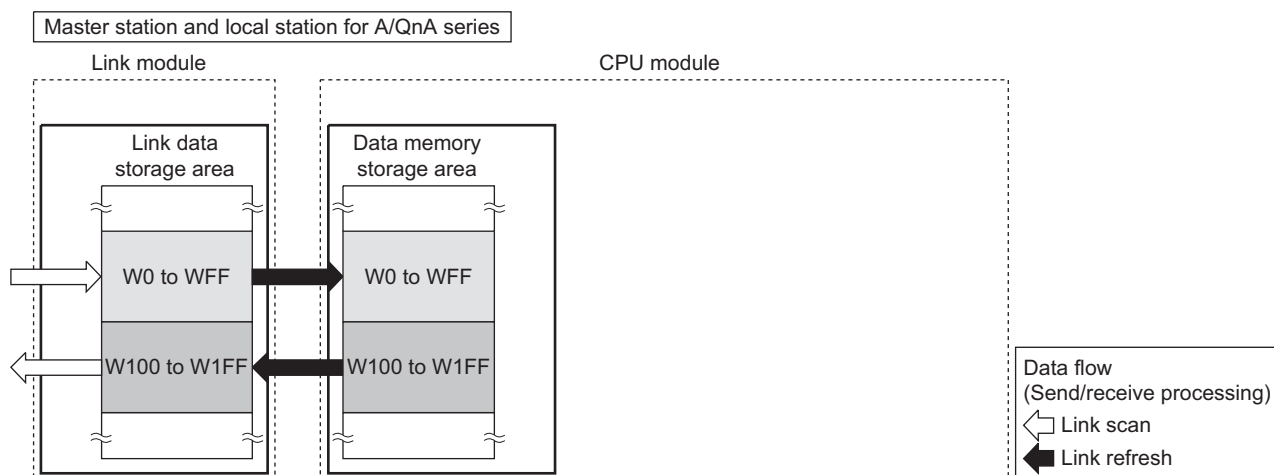 Master station and local station for A/QnA series
Link module
CPU module
Link data
storage area
Data memory
storage area
W0 to WFF
W0 to WFF
W100 to W1FF
W100 to W1FF
Data flow
(Send/receive processing)
Link scan
Link refresh